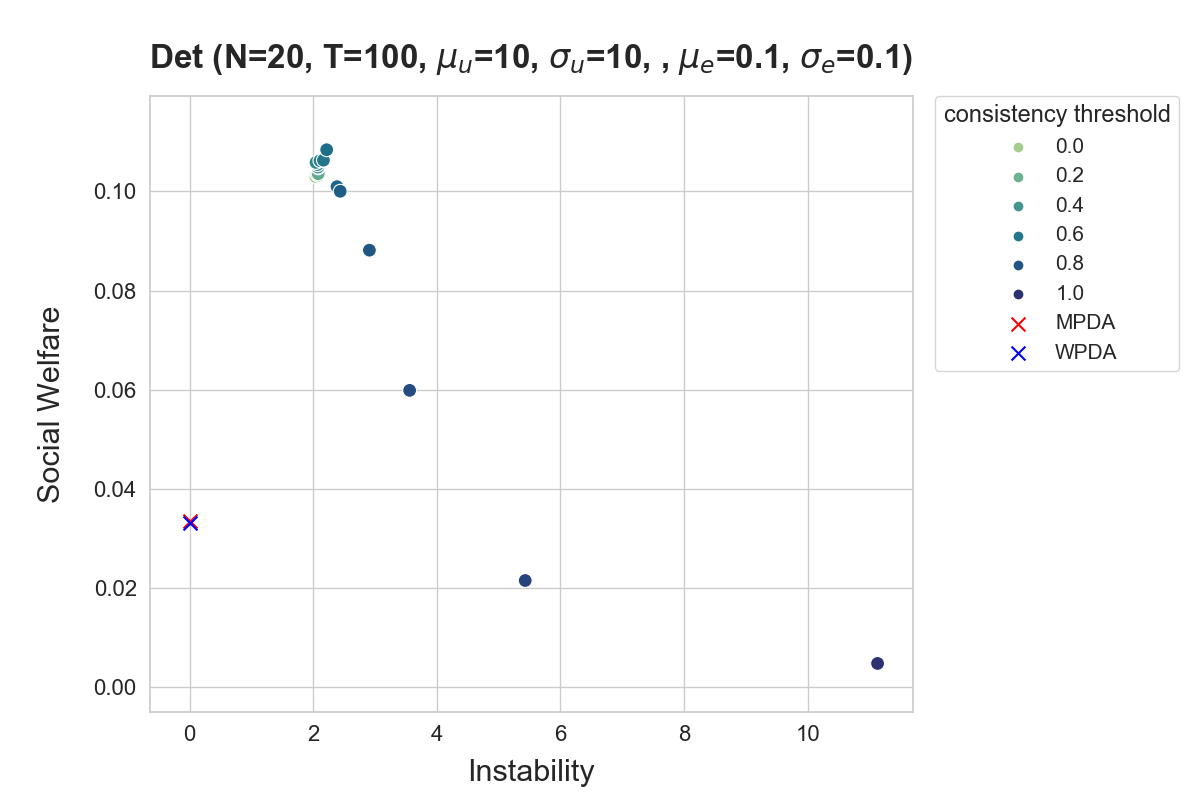 Det (N=20, T=100, μu=10, σu=10, , μe=0.1, σe=0.1)
Social Welfare
0.10
0.08
0.06
0.04
0.02
0.00
0 2 4 6 8 10
Instability
consistency threshold
0.0
0.2
0.4
0.6
0.8
1.0
MPDA
WPDA